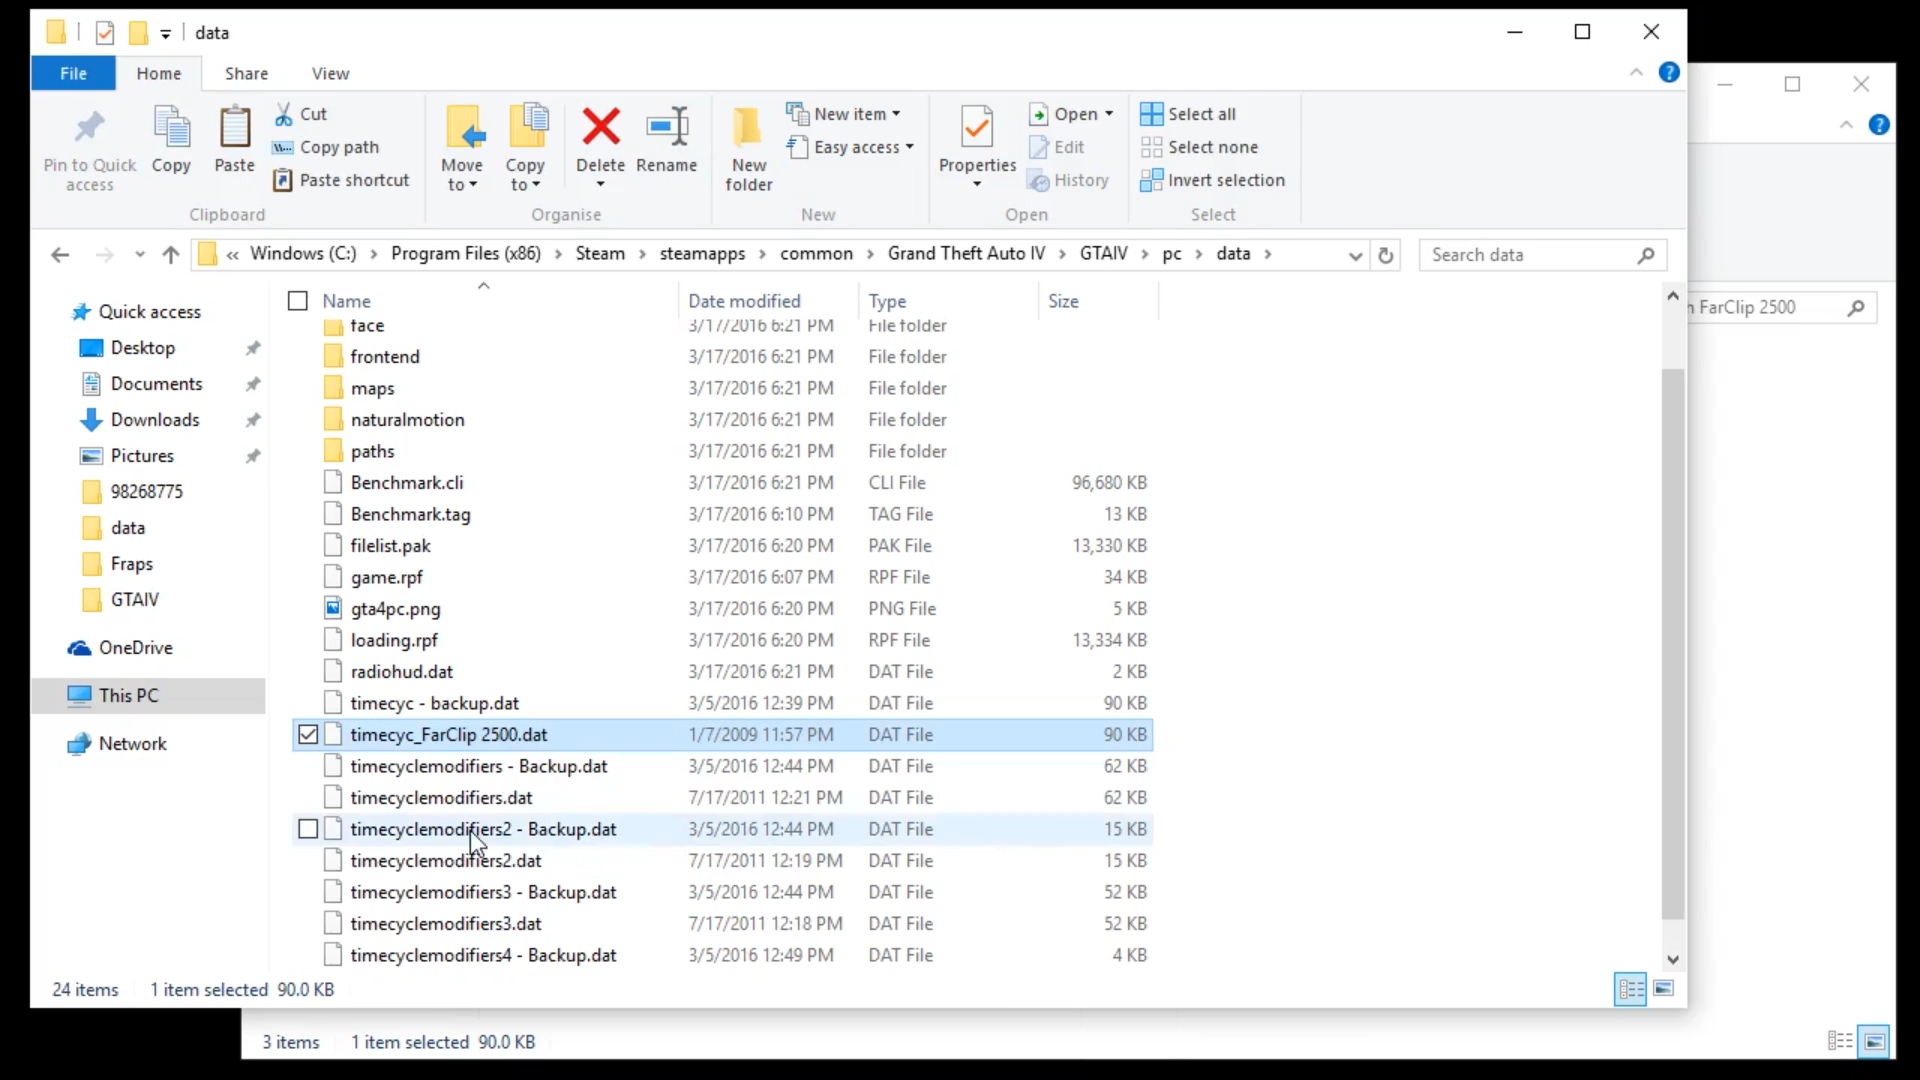 data
File Home Share View
Pin to Quick access
Copy
Paste
Cut
Copy path
Paste shortcut
Clipboard
Move to
Copy to
Delete
Rename
Organise
New folder
New item
Easy access
New
Properties
Open
Edit
History
Open
Select all
Select none
Invert selection
Select
« Windows (C:) > Program Files (x86) > Steam > steamapps > common > Grand Theft Auto IV > GTAIV > pc > data >
Search data
FarClip 2500
Quick access
Desktop
Documents
Downloads
Pictures
98268775
data
Fraps
GTAIV
OneDrive
This PC
Network
Name Date modified Type Size
face 3/17/2016 6:21 PM File folder
frontend 3/17/2016 6:21 PM File folder
maps 3/17/2016 6:21 PM File folder
naturalmotion 3/17/2016 6:21 PM File folder
paths 3/17/2016 6:21 PM File folder
Benchmark.cli 3/17/2016 6:21 PM CLI File 96,680 KB
Benchmark.tag 3/17/2016 6:10 PM TAG File 13 KB
filelist.pak 3/17/2016 6:20 PM PAK File 13,330 KB
game.rpf 3/17/2016 6:07 PM RPF File 34 KB
gta4pc.png 3/17/2016 6:20 PM PNG File 5 KB
loading.rpf 3/17/2016 6:20 PM RPF File 13,334 KB
radiohud.dat 3/17/2016 6:21 PM DAT File 2 KB
timecyc - backup.dat 3/5/2016 12:39 PM DAT File 90 KB
timecyc_FarClip 2500.dat 1/7/2009 11:57 PM DAT File 90 KB
timecyclemodifiers - Backup.dat 3/5/2016 12:44 PM DAT File 62 KB
timecyclemodifiers.dat 7/17/2011 12:21 PM DAT File 62 KB
timecyclemodifiers2 - Backup.dat 3/5/2016 12:44 PM DAT File 15 KB
timecyclemodifiers2.dat 7/17/2011 12:19 PM DAT File 15 KB
timecyclemodifiers3 - Backup.dat 3/5/2016 12:44 PM DAT File 52 KB
timecyclemodifiers3.dat 7/17/2011 12:18 PM DAT File 52 KB
timecyclemodifiers4 - Backup.dat 3/5/2016 12:49 PM DAT File 4 KB
24 items 1 item selected 90.0 KB
3 items 1 item selected 90.0 KB